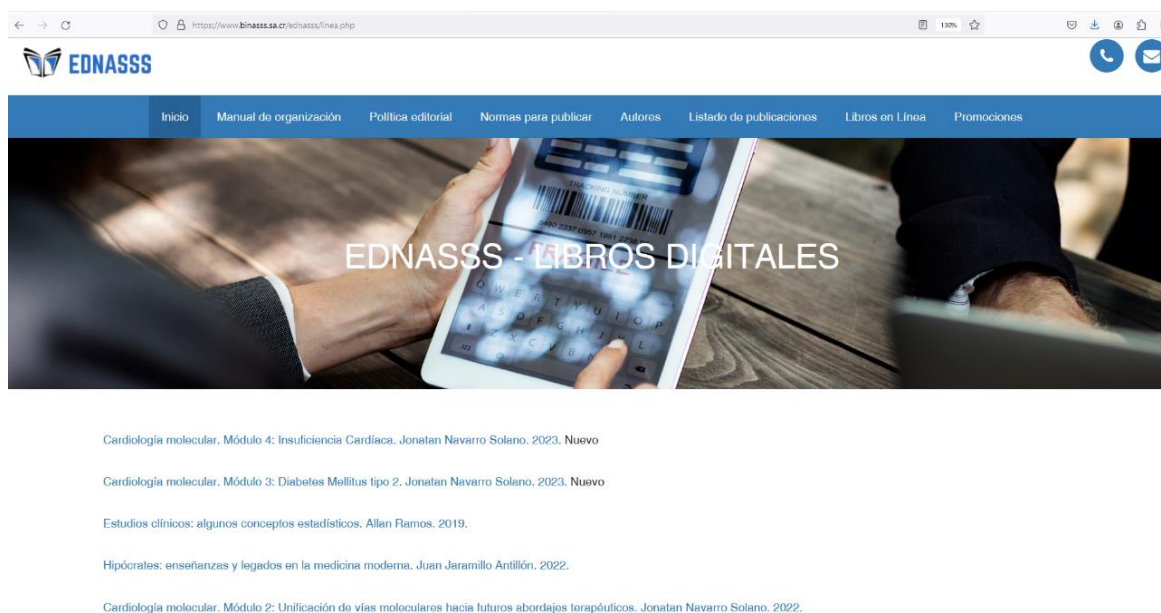 https://www.binasss.sa.cr/ednasss/linea.php
130%
EDNASSS
Inicio Manual de organización Política editorial Normas para publicar Autores Listado de publicaciones Libros en Línea Promociones
TRACKING NUMBER
EDNASSS - LIBROS DIGITALES
Q W E R T Y U I O P
A S D F G H J K L
Z X C V B N
123
Cardiología molecular. Módulo 4: Insuficiencia Cardíaca. Jonatan Navarro Solano. 2023. Nuevo
Cardiología molecular. Módulo 3: Diabetes Mellitus tipo 2. Jonatan Navarro Solano. 2023. Nuevo
Estudios clínicos: algunos conceptos estadísticos. Allan Ramos. 2019.
Hipócrates: enseñanzas y legados en la medicina moderna. Juan Jaramillo Antillón. 2022.
Cardiología molecular. Módulo 2: Unificación de vías moleculares hacia futuros abordajes terapéuticos. Jonatan Navarro Solano. 2022.